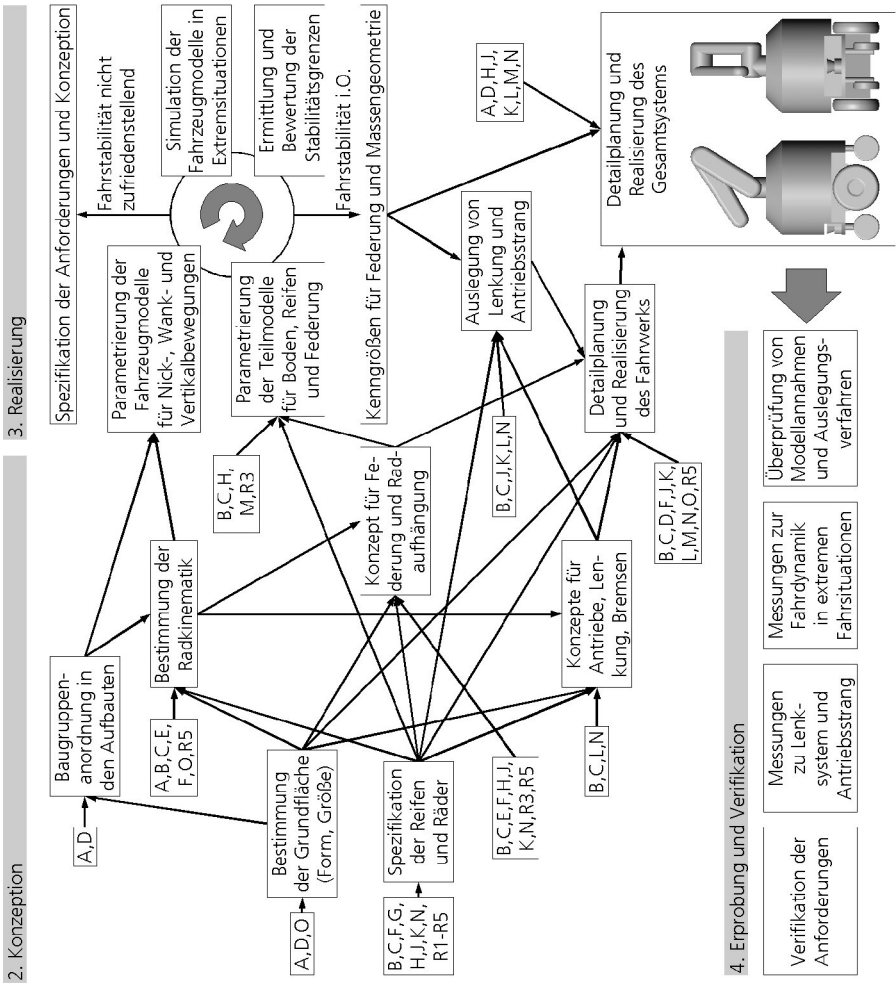 2. Konzeption
A,D
Baugruppen-
anordnung in
den Aufbauten
A,B,C,E,
F,O,R5
Bestimmung der
Radkinematik
A,D,O
Bestimmung
der Grundfläche
(Form, Größe)
B,C,F,G,
H,J,K,N,
R1-R5
Spezifikation
der Reifen
und Räder
B,C,E,F,H,J,
K,N,R3,R5
Konzept für Fe-
derung und Rad-
aufhängung
B,C,L,N
Konzepte für
Antriebe, Len-
kung, Bremsen
3. Realisierung
Spezifikation der Anforderungen und Konzeption
Fahrstabilität nicht
zufriedenstellend
Parametrierung der
Fahrzeugmodelle
für Nick-, Wank- und
Vertikalbewegungen
Simulation der
Fahrzeugmodelle in
Extremsituationen
B,C,H,
M,R3
Parametrierung
der Teilmodelle
für Boden, Reifen
und Federung
Ermittlung und
Bewertung der
Stabilitätsgrenzen
Fahrstabilität i.O.
Kenngrößen für Federung und Massengeometrie
B,C,J,K,L,N
Auslegung von
Lenkung und
Antriebsstrang
A,D,H,J,
K,L,M,N
B,C,D,F,J,K,
L,M,N,O,R5
Detailplanung
und Realisierung
des Fahrwerks
Detailplanung und
Realisierung des
Gesamtsystems
4. Erprobung und Verifikation
Verifikation der
Anforderungen
Messungen
zu Lenk-
system und
Antriebsstrang
Messungen zur
Fahrdynamik
in extremen
Fahrsituationen
Überprüfung von
Modellannahmen
und Auslegungs-
verfahren